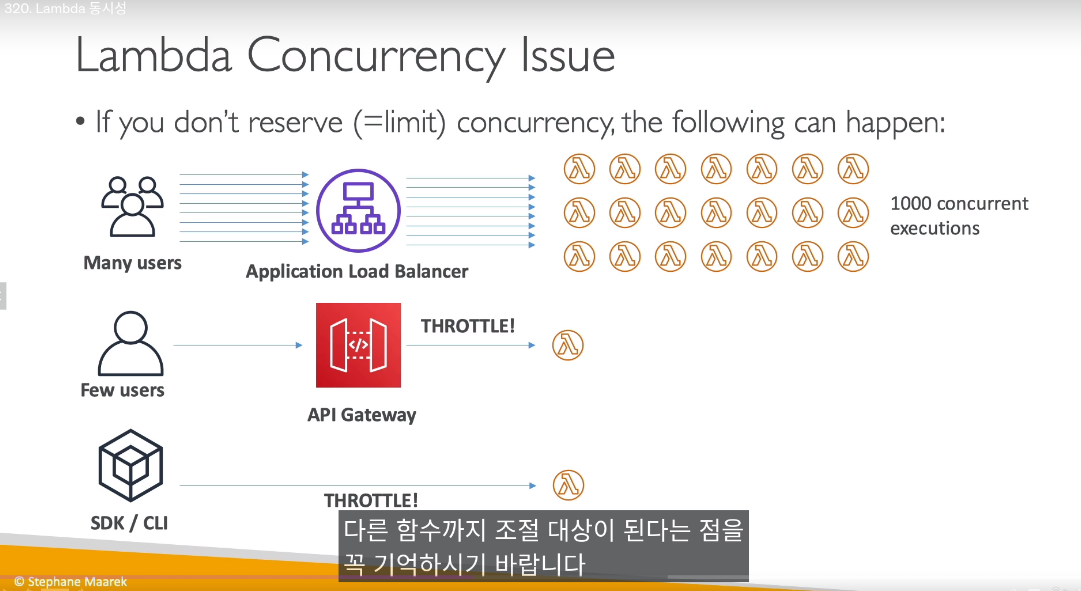 320. Lambda 동시성
Lambda Concurrency Issue
• If you don't reserve (=limit) concurrency, the following can happen:
Many users
Application Load Balancer
1000 concurrent
executions
Few users
</>
API Gateway
THROTTLE!
SDK / CLI
THROTTLE!
다른 함수까지 조절 대상이 된다는 점을
꼭 기억하시기 바랍니다
© Stephane Maarek